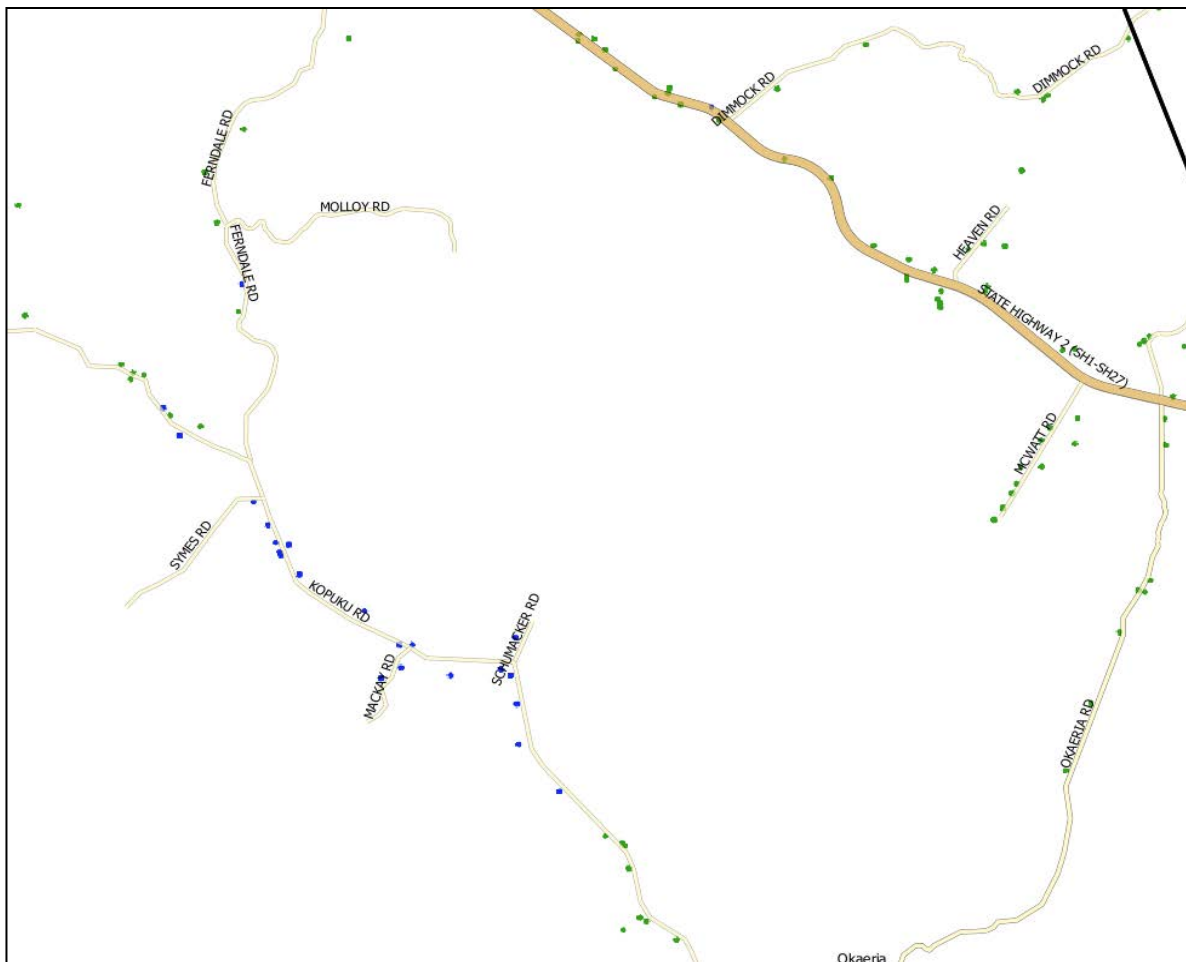 DIMMOCK RD
DIMMOCK RD
FERNDALE RD
MOLLOY RD
HEAVEN RD
FERNDALE RD
STATE HIGHWAY 2 (SH1-SH27)
MCWATT RD
SYMES RD
KOPUKU RD
SCHUMACKER RD
MACKAY RD
OKAERIA RD
Okaeria